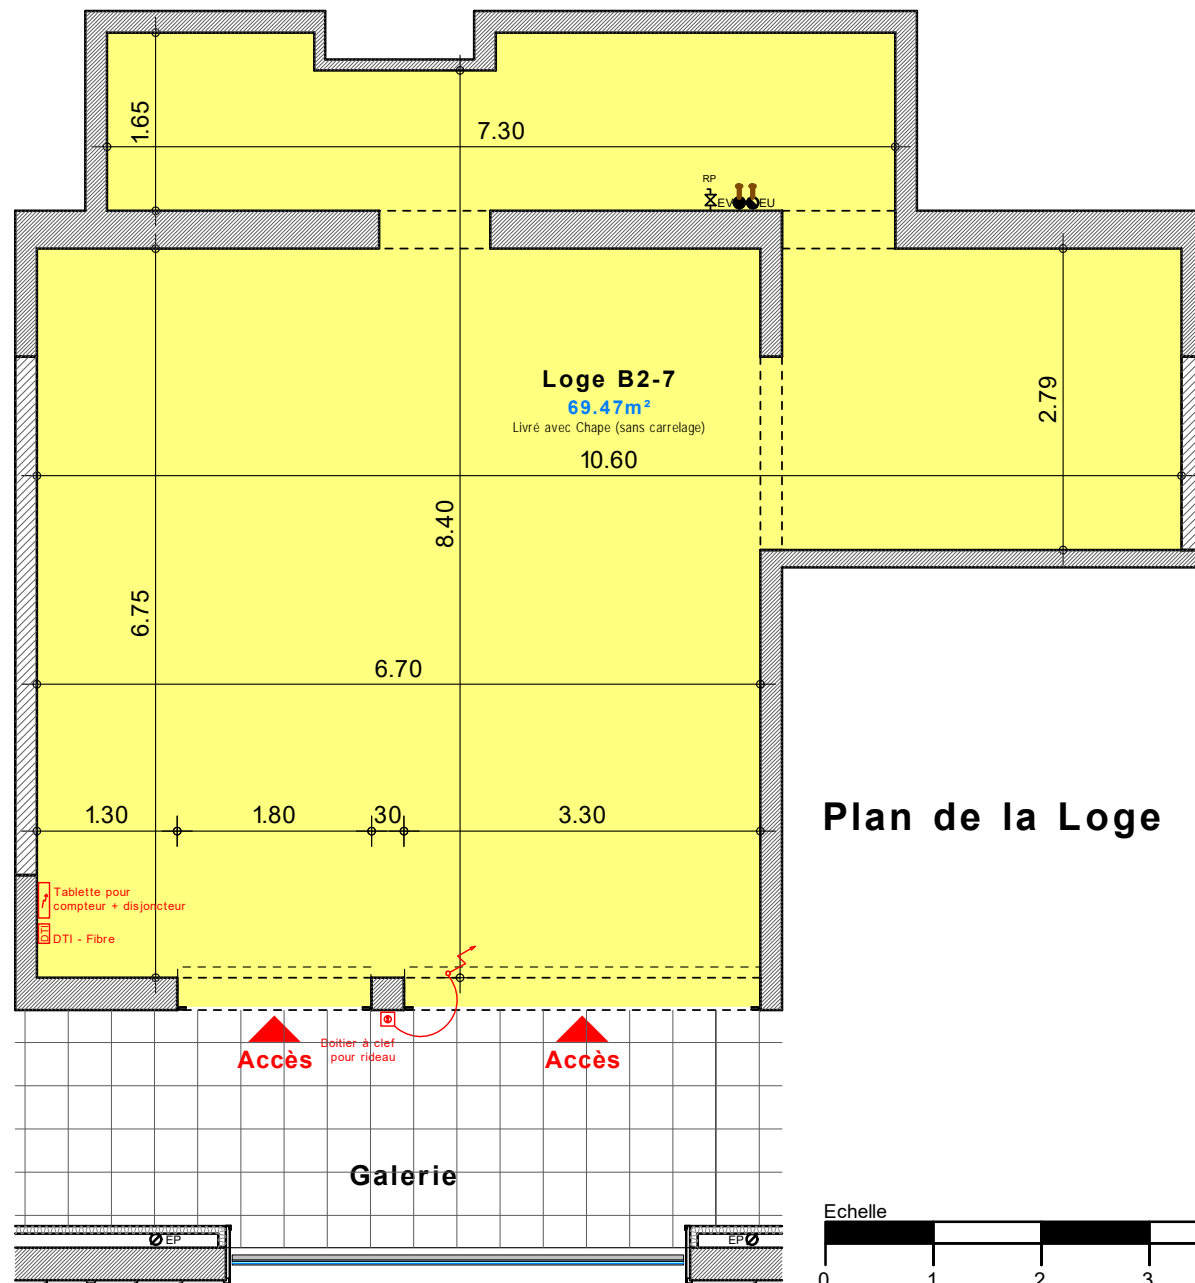 1.65
7.30
RP
EV EU
Loge B2-7
69.47m²
Livré avec Chape (sans carrelage)
10.60
2.79
8.40
6.75
6.70
1.30
1.80
30
3.30
Plan de la Loge
Tablette pour
compteur + disjoncteur
DTI
DTI - Fibre
Boitier à clef
pour rideau
Accès
Accès
Galerie
EP
EP
Echelle
0 1 2 3